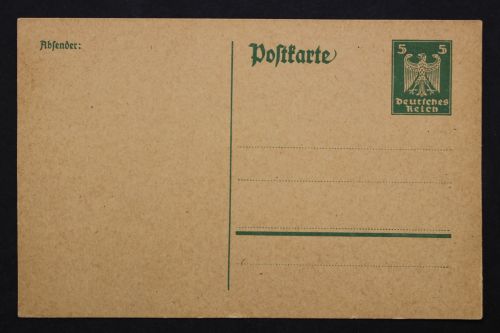 Absender:
Postkarte
5 5
Deutsches
Reich